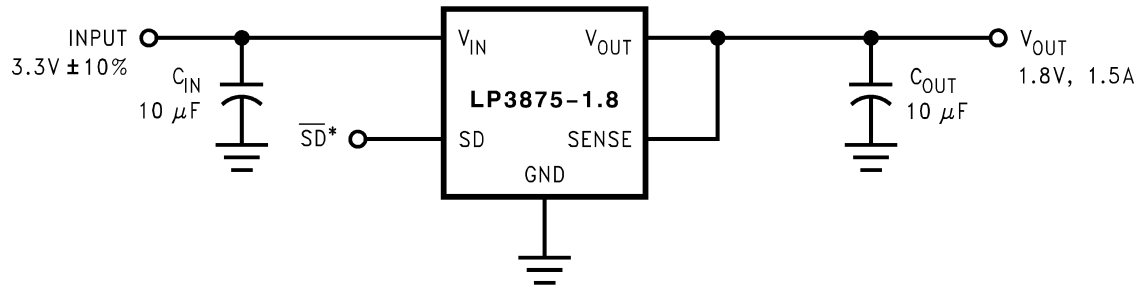 INPUT
3.3V ±10%
C_IN
10 μF
S̅D̅*
V_IN
V_OUT
LP3875-1.8
SD
SENSE
GND
C_OUT
10 μF
V_OUT
1.8V, 1.5A